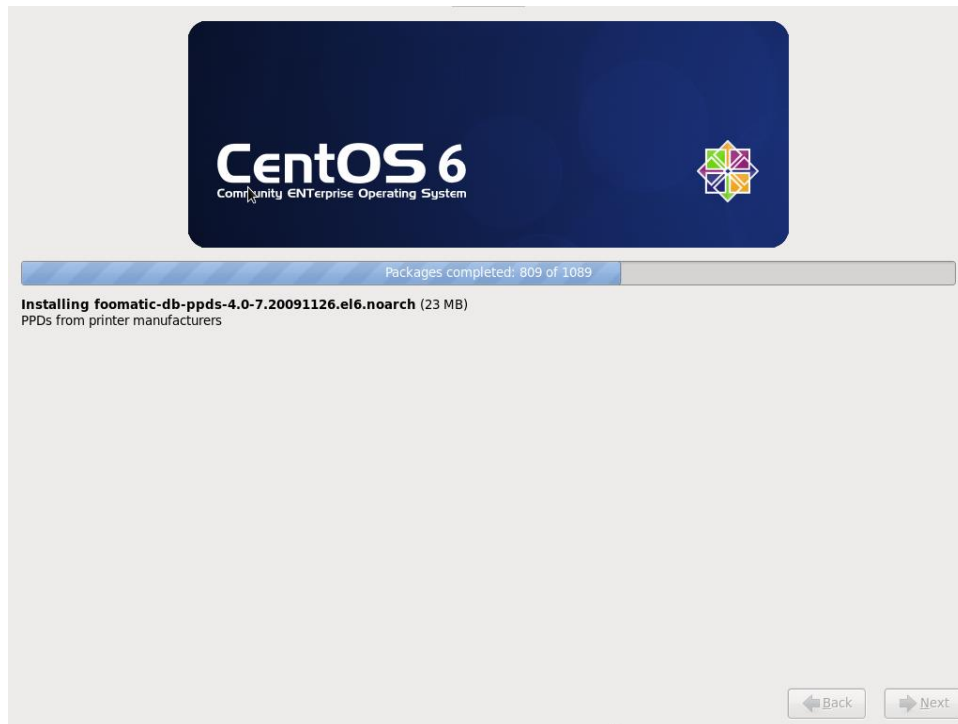 CentOS 6
Community ENTerprise Operating System
Packages completed: 809 of 1089
Installing foomatic-db-ppds-4.0-7.20091126.el6.noarch (23 MB)
PPDs from printer manufacturers
Back
Next